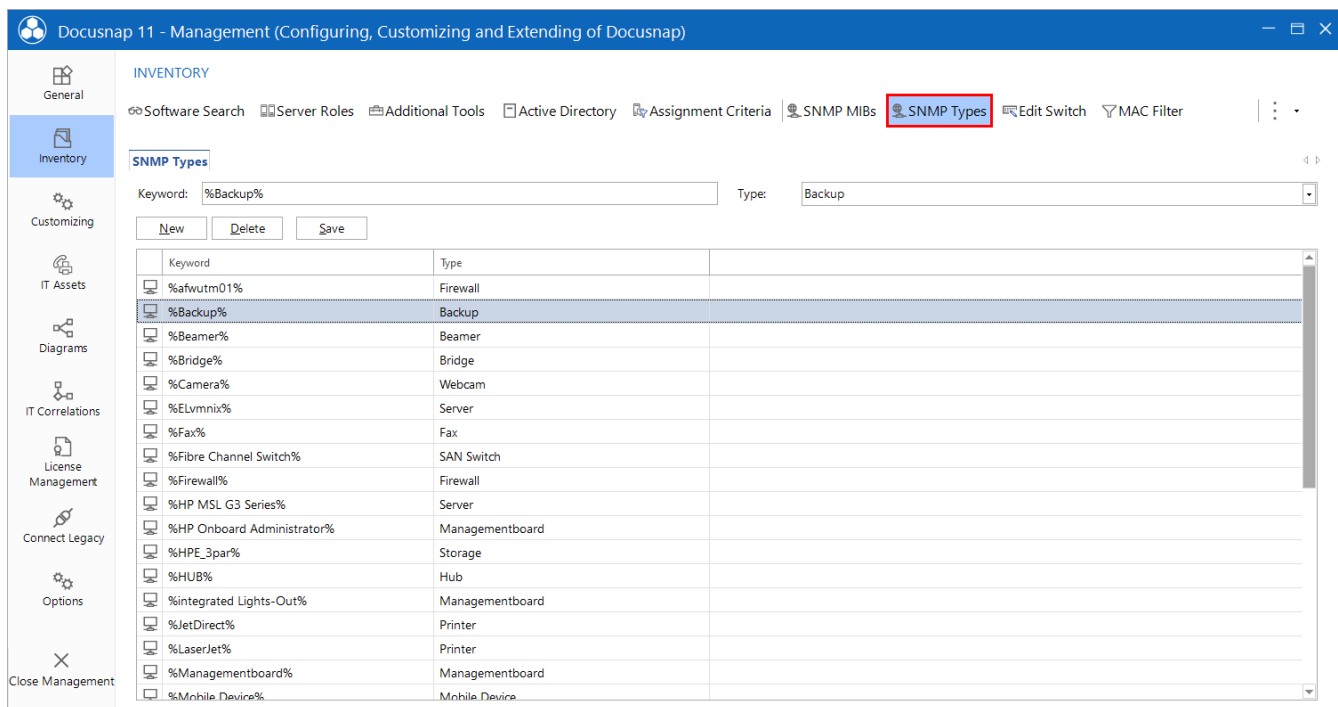 Docusnap 11 - Management (Configuring, Customizing and Extending of Docusnap)
General
Inventory
Customizing
IT Assets
Diagrams
IT Correlations
License
Management
Connect Legacy
Options
Close Management
INVENTORY
Software Search Server Roles Additional Tools Active Directory Assignment Criteria SNMP MIBs SNMP Types Edit Switch MAC Filter
SNMP Types
Keyword: %Backup% Type: Backup
New Delete Save
Keyword Type
%afwutm01% Firewall
%Backup% Backup
%Beamer% Beamer
%Bridge% Bridge
%Camera% Webcam
%ELvmnix% Server
%Fax% Fax
%Fibre Channel Switch% SAN Switch
%Firewall% Firewall
%HP MSL G3 Series% Server
%HP Onboard Administrator% Managementboard
%HPE_3par% Storage
%HUB% Hub
%integrated Lights-Out% Managementboard
%JetDirect% Printer
%LaserJet% Printer
%Managementboard% Managementboard
%Mobile Device% Mobile Device